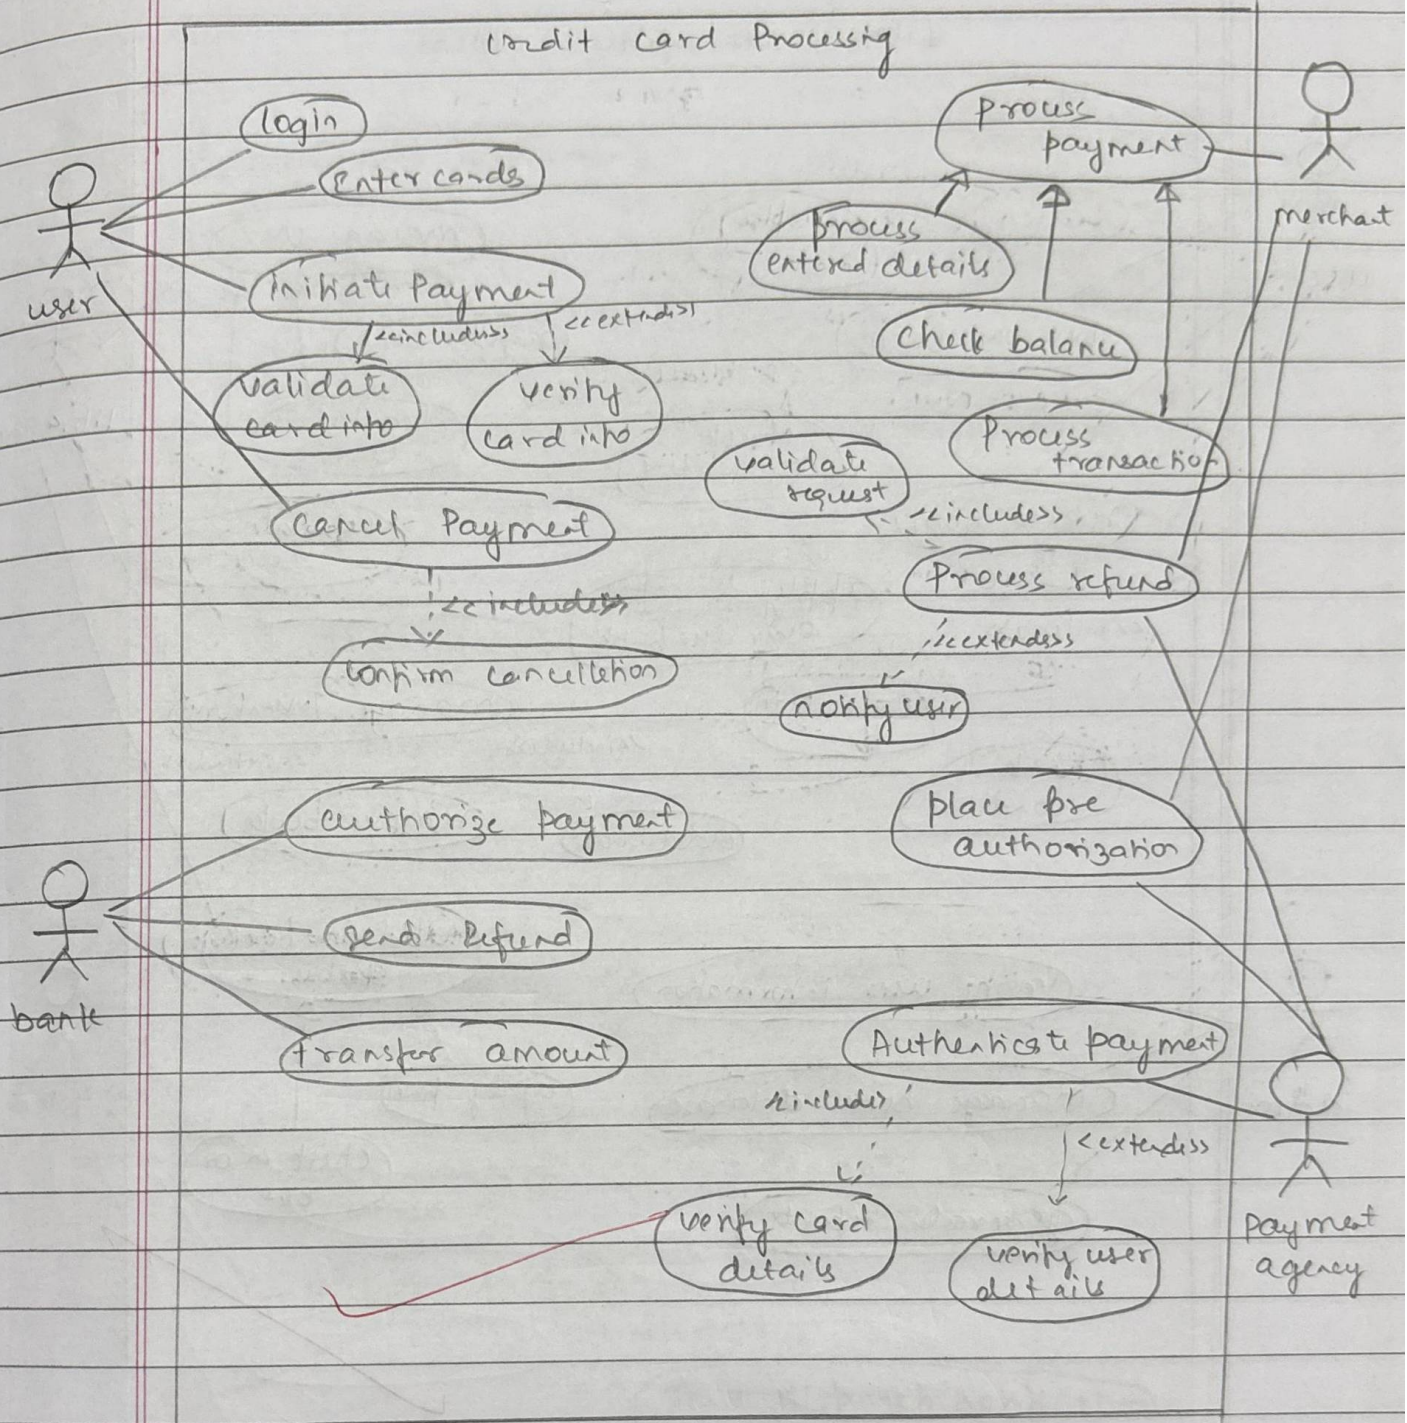 Credit Card Processing
login
Enter cards
user
initiate Payment
<<includes>>
<<extends>>
validate
card info
verify
card info
Cancel Payment
<<includes>>
Confirm cancelletion
Process
payment
merchant
process
entered details
Check balance
Process
transaction
validate
request
<<includes>>
Process refund
<<extends>>
notify user
authorize payment
send Refund
bank
transfer amount
place pre
authorization
Authenticate payment
<include>
<extends>>
verify card
details
verify user
details
payment
agency